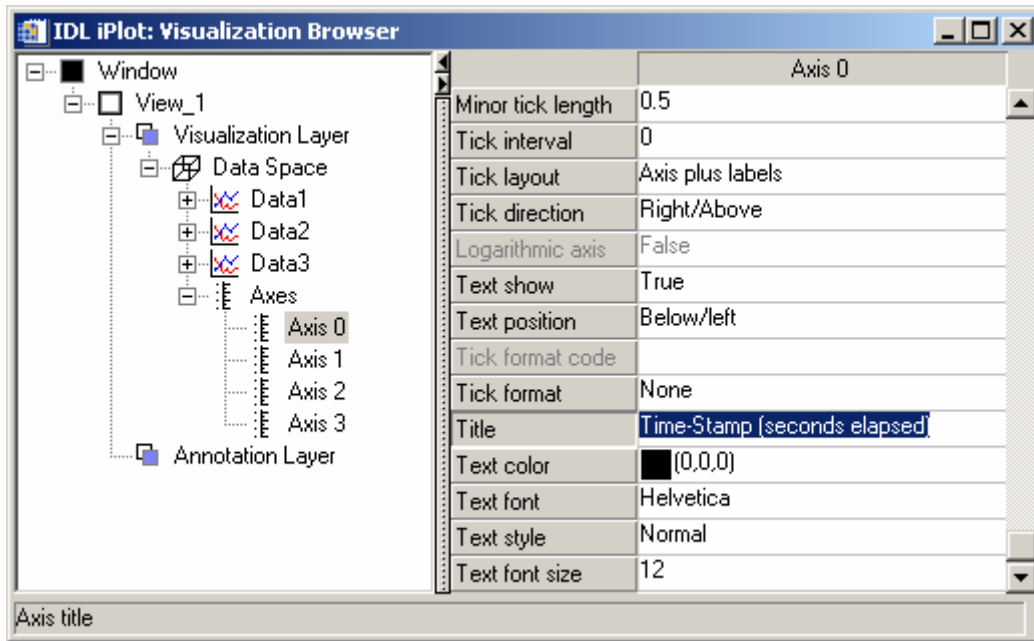 IDL iPlot: Visualization Browser
Window
View_1
Visualization Layer
Data Space
Data1
Data2
Data3
Axes
Axis 0
Axis 1
Axis 2
Axis 3
Annotation Layer
Axis 0
Minor tick length 0.5
Tick interval 0
Tick layout Axis plus labels
Tick direction Right/Above
Logarithmic axis False
Text show True
Text position Below/left
Tick format code
Tick format None
Title Time-Stamp (seconds elapsed)
Text color (0,0,0)
Text font Helvetica
Text style Normal
Text font size 12
Axis title